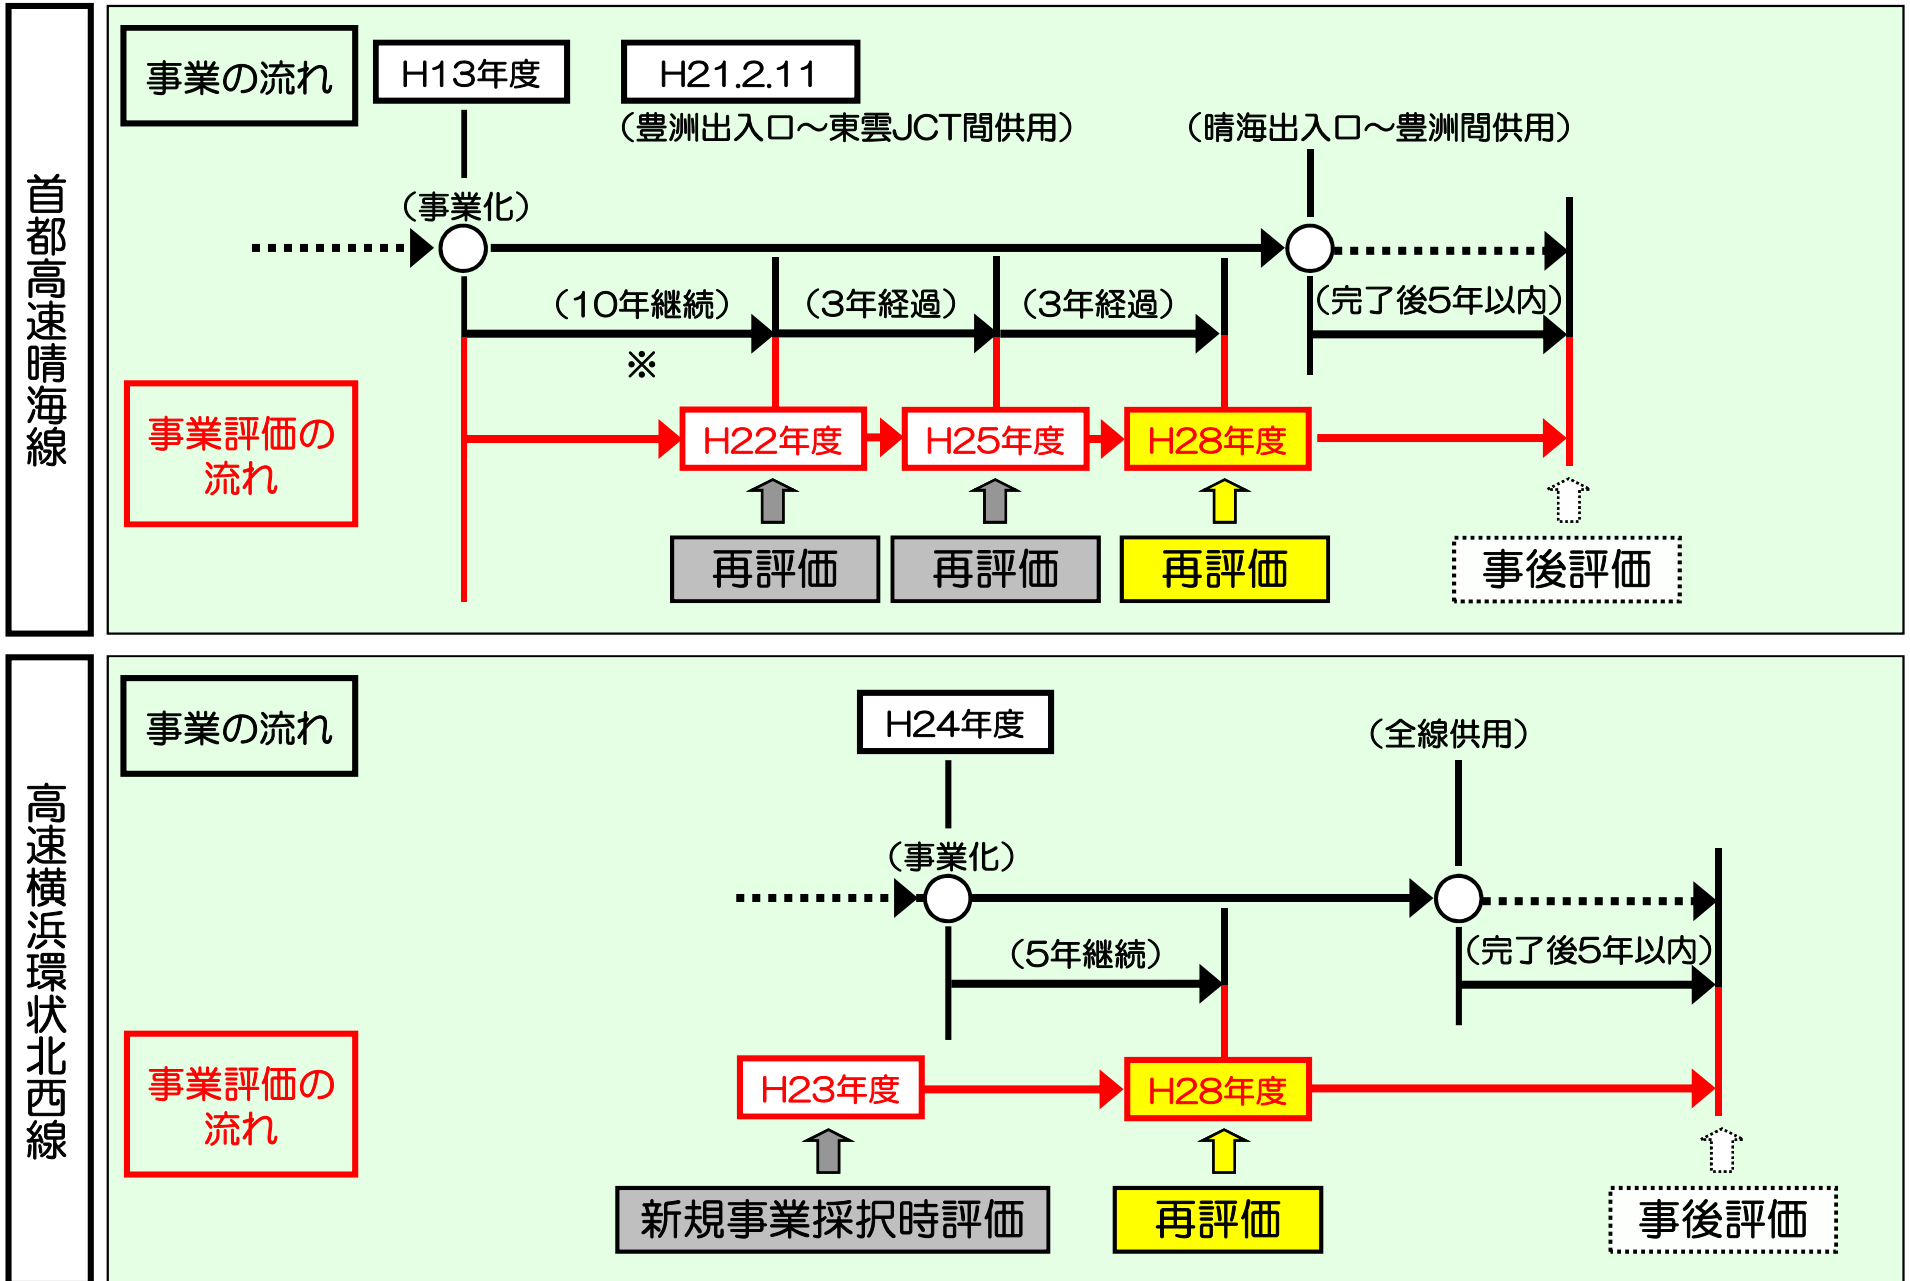 首都高速晴海線
事業の流れ
H13年度
H21.2.11
（豊洲出入口～東雲JCT間供用）
（晴海出入口～豊洲間供用）
（事業化）
（10年継続）
（3年経過）
（3年経過）
（完了後5年以内）
※
事業評価の
流れ
H22年度
H25年度
H28年度
再評価
再評価
再評価
事後評価
高速横浜環状北西線
事業の流れ
H24年度
（全線供用）
（事業化）
（5年継続）
（完了後5年以内）
事業評価の
流れ
H23年度
H28年度
新規事業採択時評価
再評価
事後評価